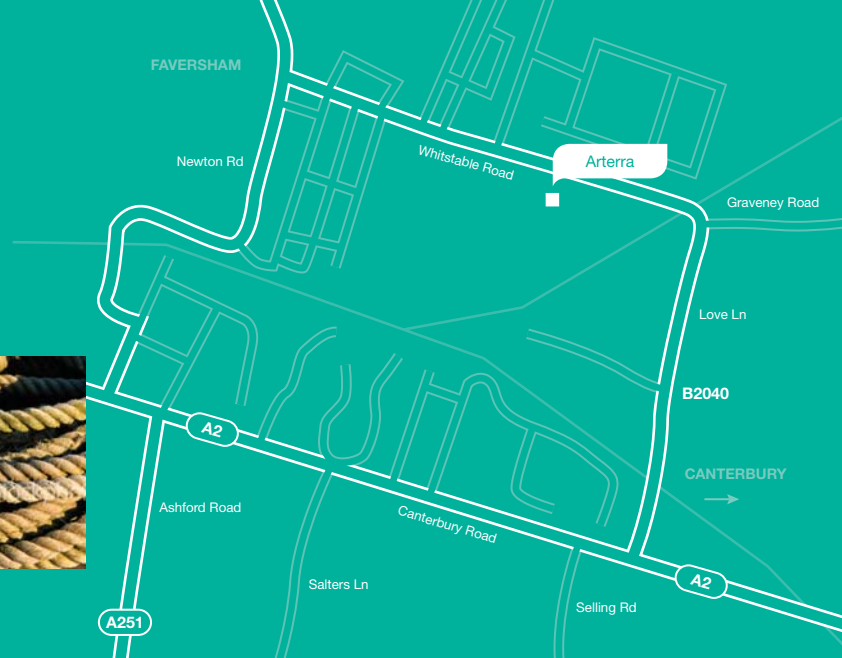 FAVERSHAM
Newton Rd
Whitstable Road
Arterra
Graveney Road
Love Ln
B2040
A2
CANTERBURY
Ashford Road
Canterbury Road
A2
Salters Ln
Selling Rd
A251